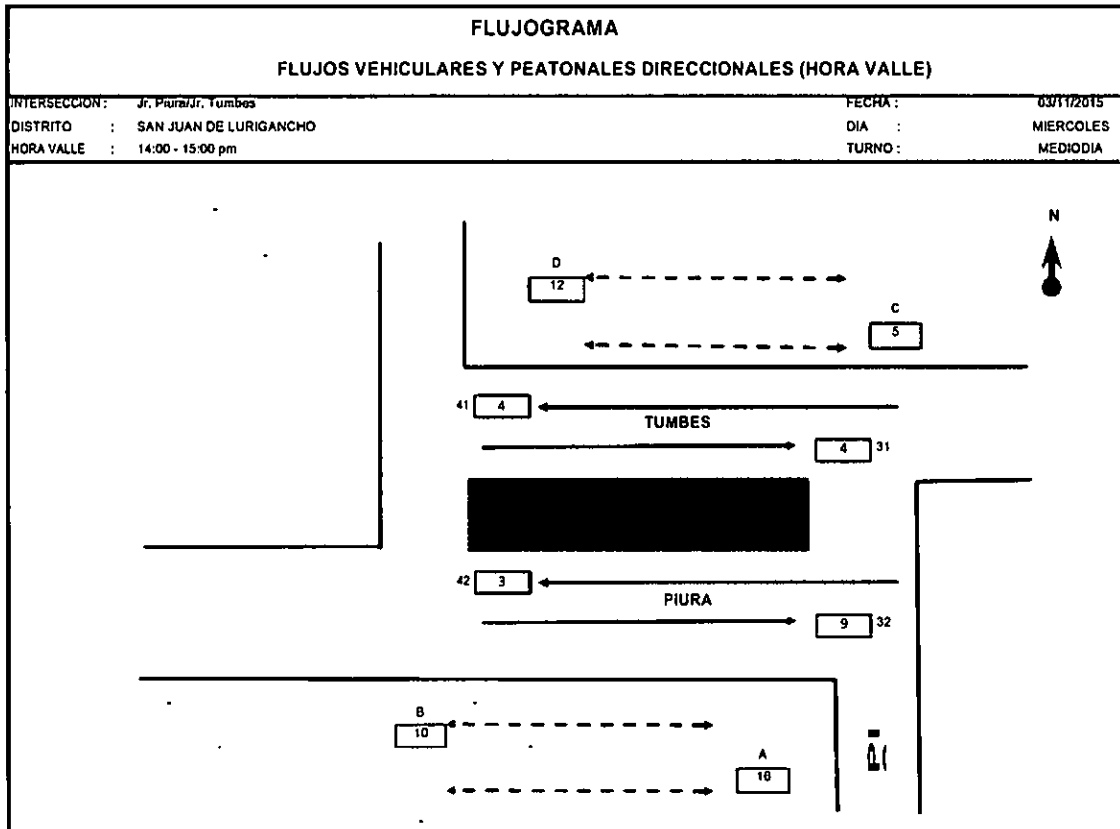 FLUJOGRAMA
FLUJOS VEHICULARES Y PEATONALES DIRECCIONALES (HORA VALLE)
INTERSECCION : Jr. Piura/Jr. Tumbes FECHA : 03/11/2015
DISTRITO : SAN JUAN DE LURIGANCHO DIA : MIERCOLES
HORA VALLE : 14:00 - 15:00 pm TURNO : MEDIODIA
N
D
12
C
5
41 4
TUMBES
4 31
42 3
PIURA
9 32
B
10
A